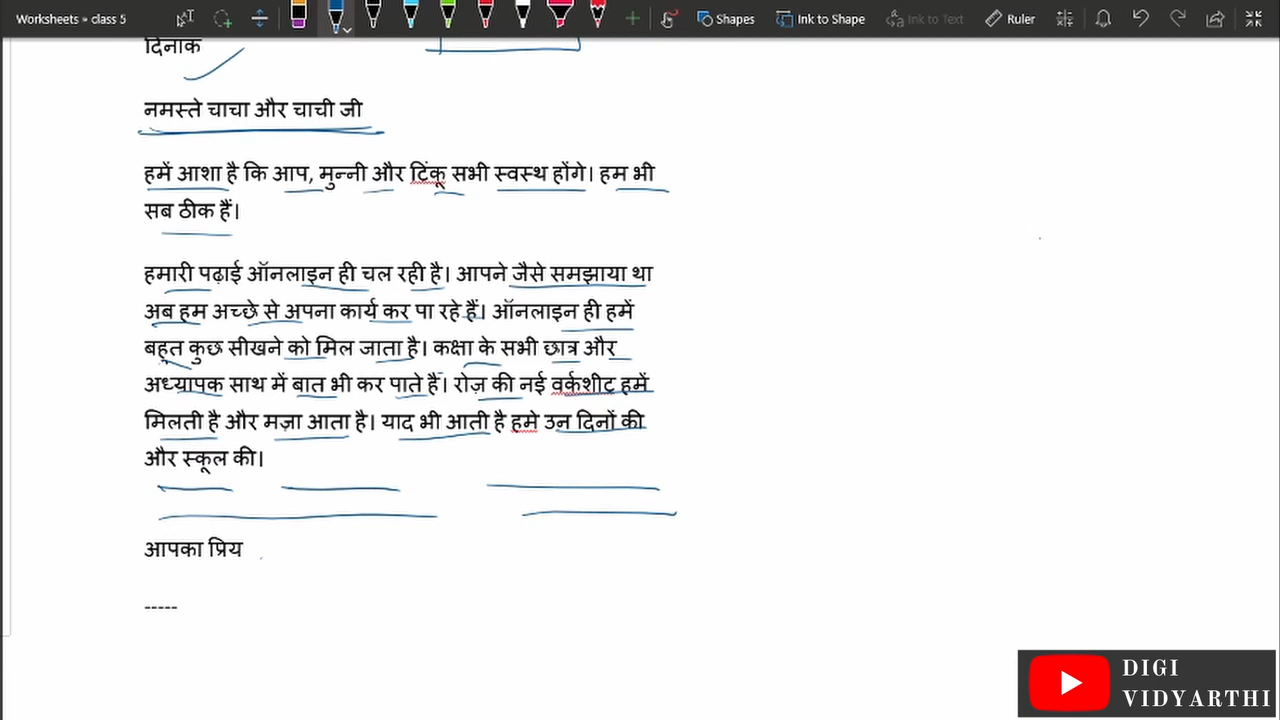 Worksheets - class 5
Shapes
Ink to Shape
Ink to Text
Ruler
दिनांक
नमस्ते चाचा और चाची जी
हमें आशा है कि आप, मुन्नी और टिंकू सभी स्वस्थ होंगे। हम भी
सब ठीक हैं।
हमारी पढ़ाई ऑनलाइन ही चल रही है। आपने जैसे समझाया था
अब हम अच्छे से अपना कार्य कर पा रहे हैं। ऑनलाइन ही हमें
बहुत कुछ सीखने को मिल जाता है। कक्षा के सभी छात्र और
अध्यापक साथ में बात भी कर पाते हैं। रोज़ की नई वर्कशीट हमें
मिलती है और मज़ा आता है। याद भी आती है हमे उन दिनों की
और स्कूल की।
आपका प्रिय
-----
DIGI
VIDYARTHI